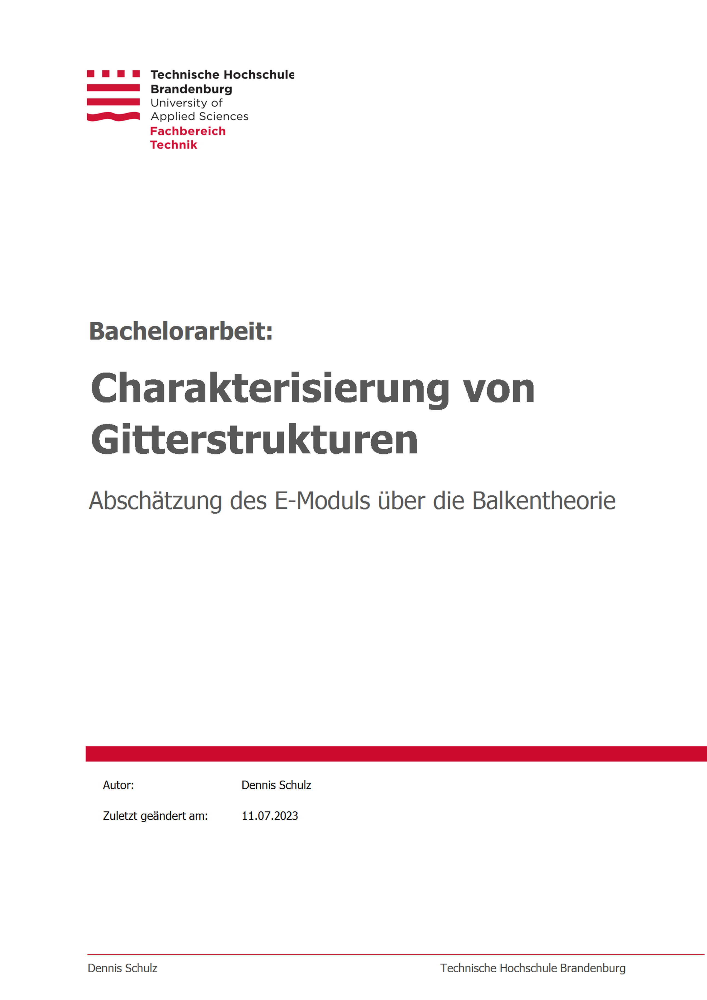 Technische Hochschule
Brandenburg
University of
Applied Sciences
Fachbereich
Technik
Bachelorarbeit:
Charakterisierung von
Gitterstrukturen
Abschätzung des E-Moduls über die Balkentheorie
Autor: Dennis Schulz
Zuletzt geändert am: 11.07.2023
Dennis Schulz Technische Hochschule Brandenburg